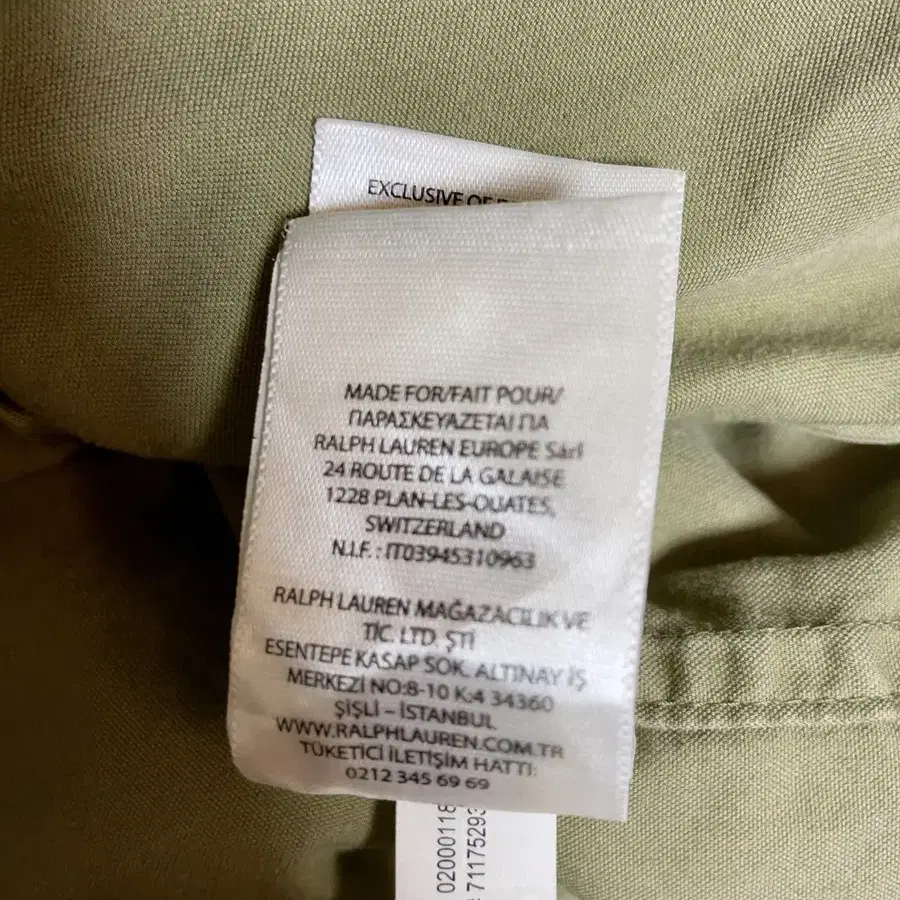 EXCLUSIVE OF
MADE FOR/FAIT POUR/
ΠΑΡΑΣΚΕΥΑΖΕΤΑΙ ΓΙΑ
RALPH LAUREN EUROPE Sàrl
24 ROUTE DE LA GALAISE
1228 PLAN-LES-OUATES,
SWITZERLAND
N.I.F. : IT03945310963
RALPH LAUREN MAĞAZACILIK VE
TİC. LTD. ŞTİ
ESENTEPE KASAP SOK. ALTINAY İŞ
MERKEZİ NO:8-10 K:4 34360
ŞİŞLİ – İSTANBUL
WWW.RALPHLAUREN.COM.TR
TÜKETİCİ İLETİŞİM HATTI:
0212 345 69 69
02000118
71175293